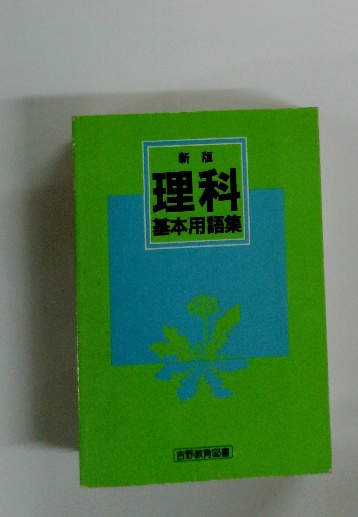 新版
理科
基本用語集
吉野教育図書